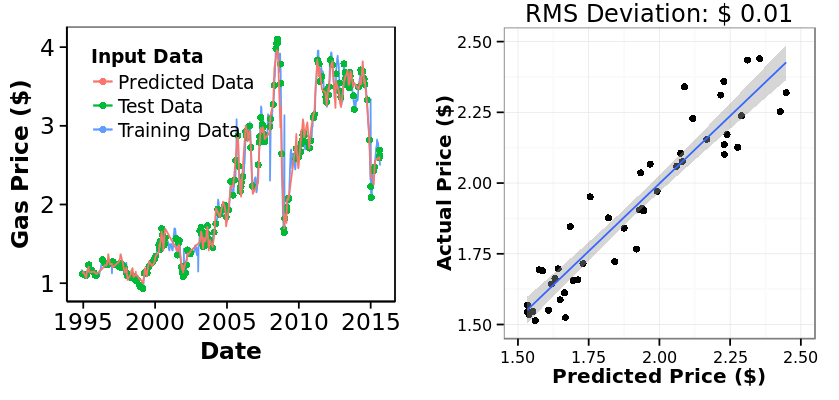 Input Data
Predicted Data
Test Data
Training Data
Gas Price ($)
4
3
2
1
1995 2000 2005 2010 2015
Date
RMS Deviation: $ 0.01
Actual Price ($)
2.50
2.25
2.00
1.75
1.50
1.50 1.75 2.00 2.25 2.50
Predicted Price ($)